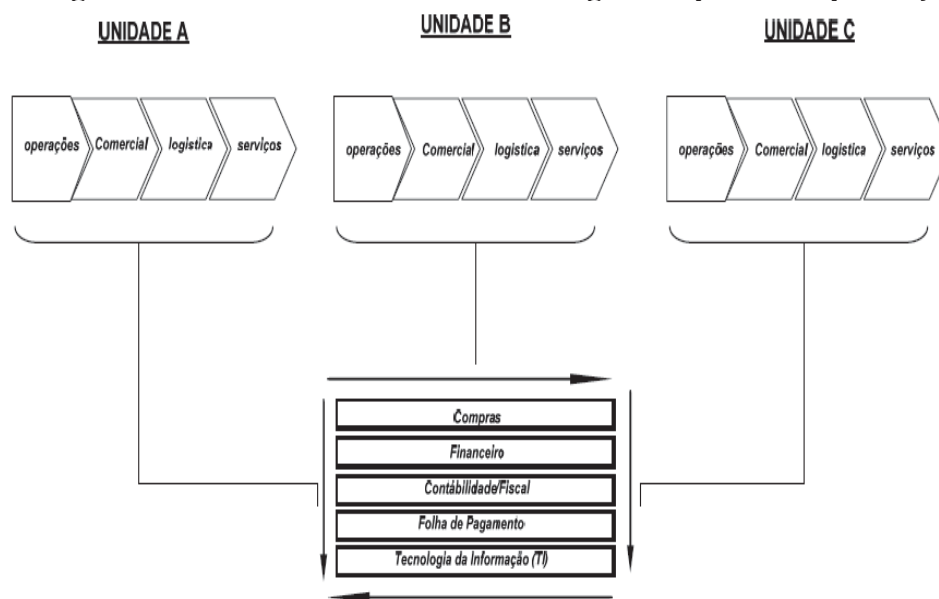 UNIDADE A
UNIDADE B
UNIDADE C
operações Comercial logística serviços
operações Comercial logística serviços
operações Comercial logística serviços
Compras
Financeiro
Contábilidade/Fiscal
Folha de Pagamento
Tecnologia da Informação (TI)